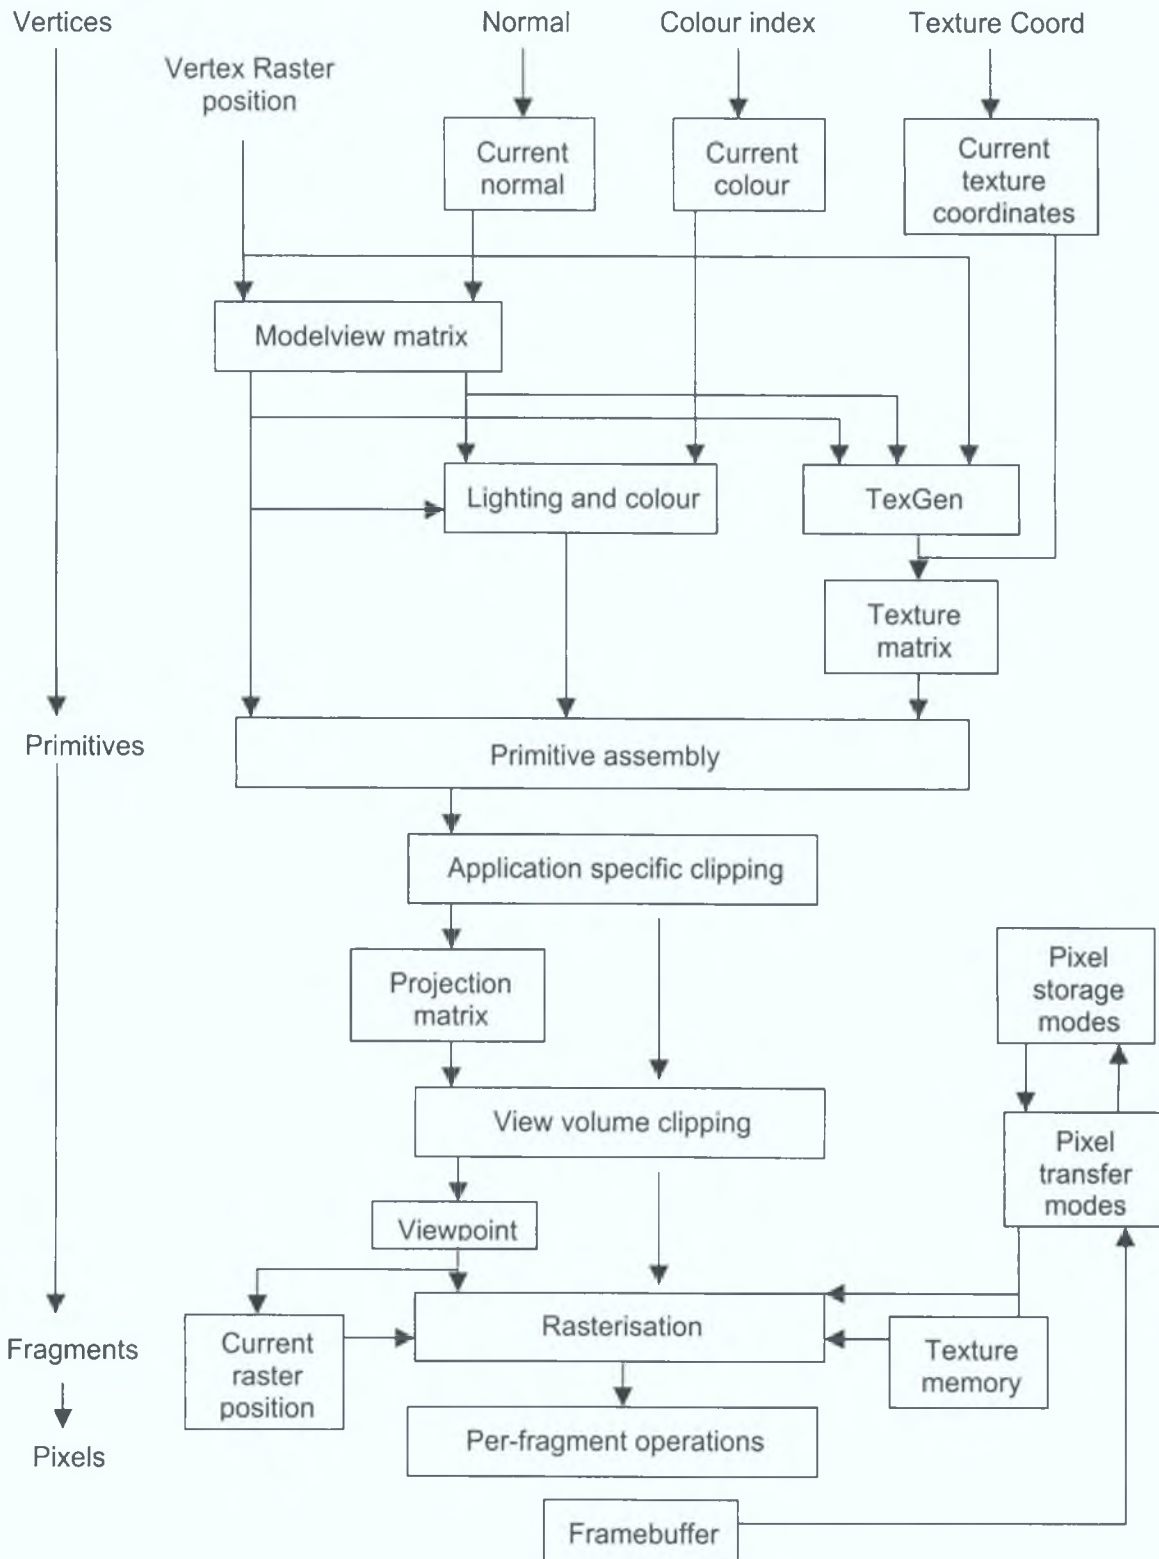 Vertices
Normal
Colour index
Texture Coord
Vertex Raster
position
Current
normal
Current
colour
Current
texture
coordinates
Modelview matrix
Lighting and colour
TexGen
Texture
matrix
Primitives
Primitive assembly
Application specific clipping
Projection
matrix
Pixel
storage
modes
View volume clipping
Pixel
transfer
modes
Viewpoint
Rasterisation
Fragments
Current
raster
position
Texture
memory
Pixels
Per-fragment operations
Framebuffer